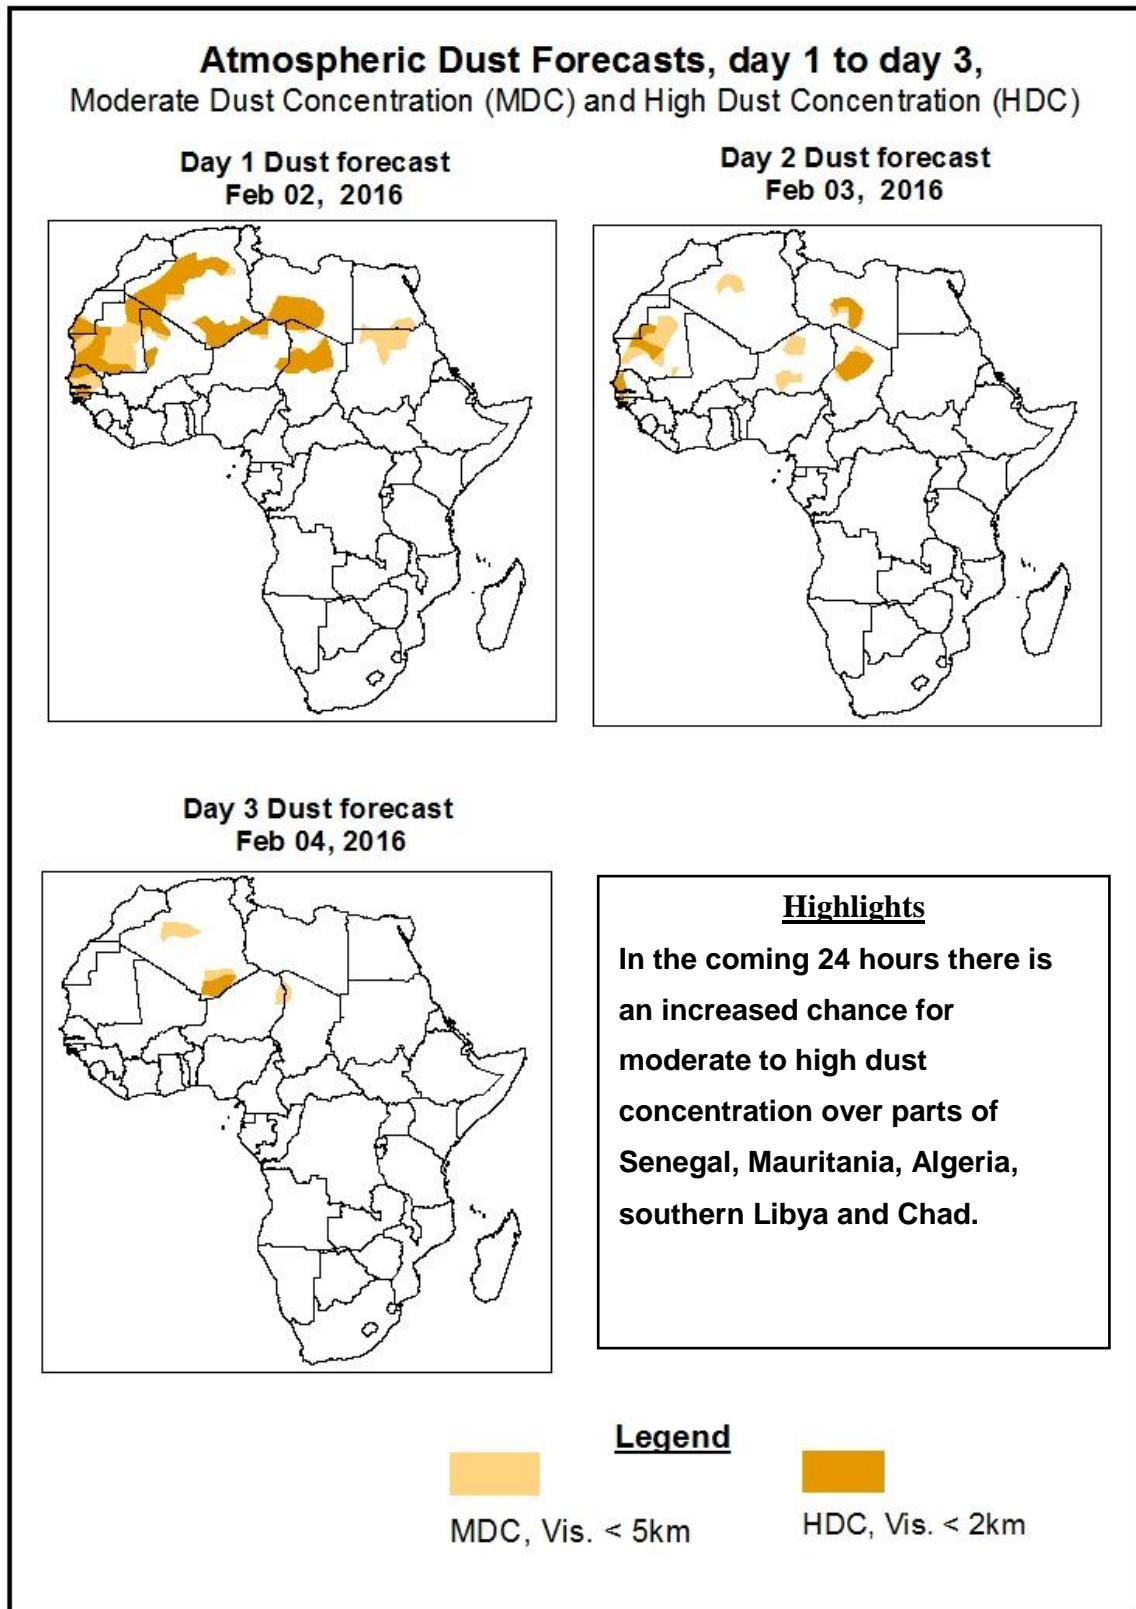 Atmospheric Dust Forecasts, day 1 to day 3,
Moderate Dust Concentration (MDC) and High Dust Concentration (HDC)
Day 1 Dust forecast
Feb 02, 2016
Day 2 Dust forecast
Feb 03, 2016
Day 3 Dust forecast
Feb 04, 2016
Highlights
In the coming 24 hours there is
an increased chance for
moderate to high dust
concentration over parts of
Senegal, Mauritania, Algeria,
southern Libya and Chad.
Legend
MDC, Vis. < 5km
HDC, Vis. < 2km